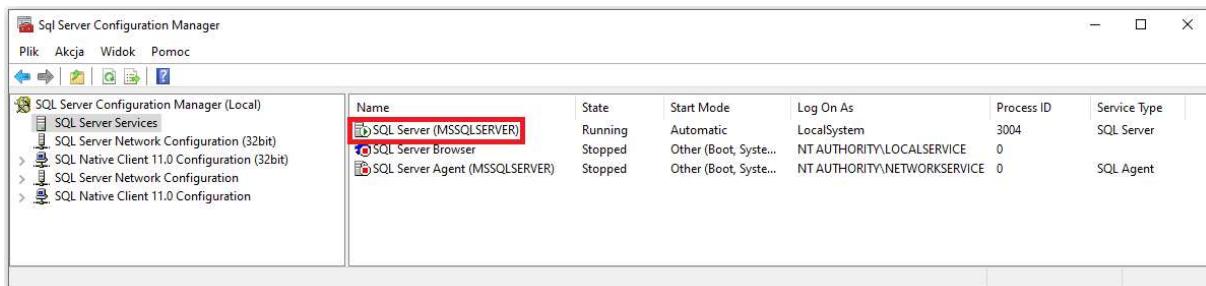 Sql Server Configuration Manager
Plik Akcja Widok Pomoc
SQL Server Configuration Manager (Local)
SQL Server Services
SQL Server Network Configuration (32bit)
SQL Native Client 11.0 Configuration (32bit)
SQL Server Network Configuration
SQL Native Client 11.0 Configuration
Name State Start Mode Log On As Process ID Service Type
SQL Server (MSSQLSERVER) Running Automatic LocalSystem 3004 SQL Server
SQL Server Browser Stopped Other (Boot, Syste... NT AUTHORITY\LOCALSERVICE 0
SQL Server Agent (MSSQLSERVER) Stopped Other (Boot, Syste... NT AUTHORITY\NETWORKSERVICE 0 SQL Agent